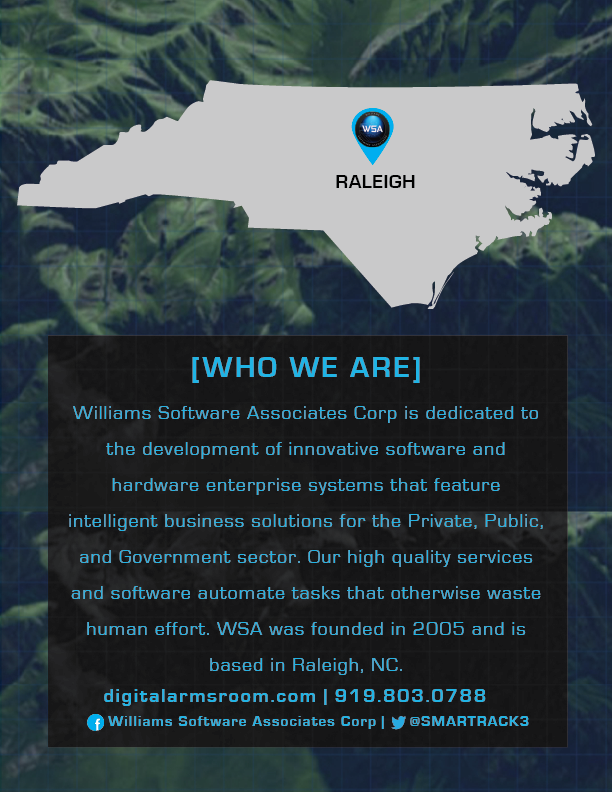 WSA
RALEIGH
[WHO WE ARE]
Williams Software Associates Corp is dedicated to
the development of innovative software and
hardware enterprise systems that feature
intelligent business solutions for the Private, Public,
and Government sector. Our high quality services
and software automate tasks that otherwise waste
human effort. WSA was founded in 2005 and is
based in Raleigh, NC.
digitalarmsroom.com | 919.803.0788
Williams Software Associates Corp | @SMARTRACK3